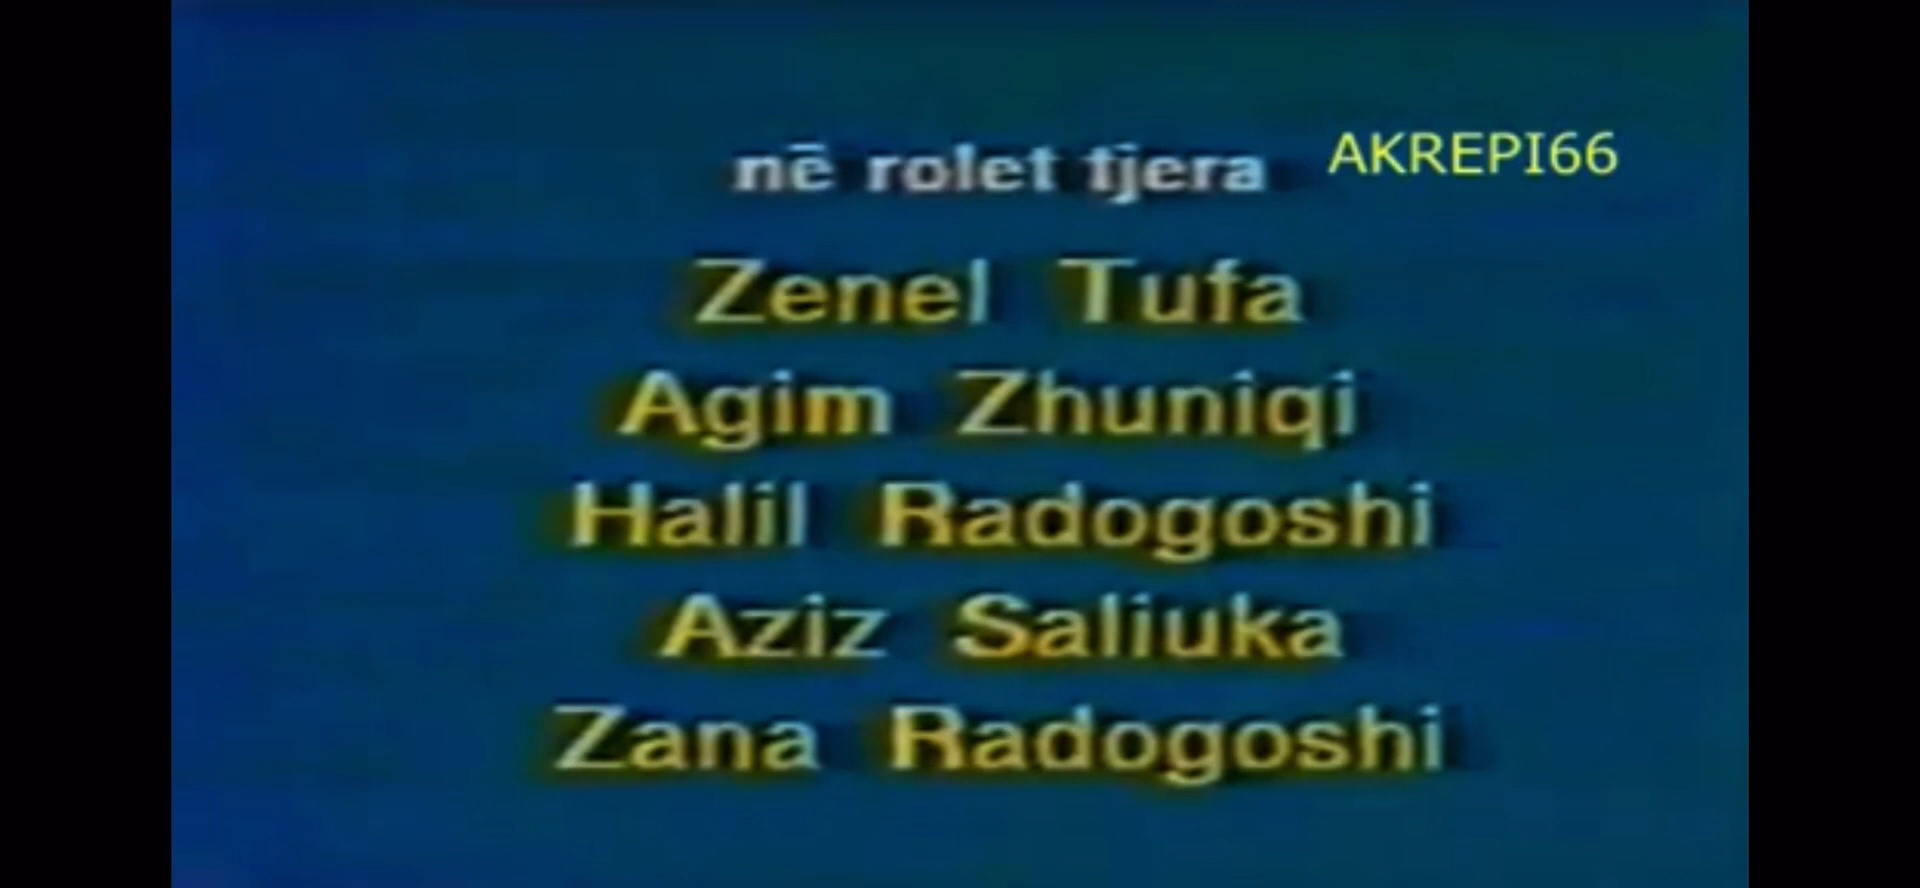 në rolet tjera
AKREPI66
Zenel Tufa
Agim Zhuniqi
Halil Radogoshi
Aziz Saliuka
Zana Radogoshi